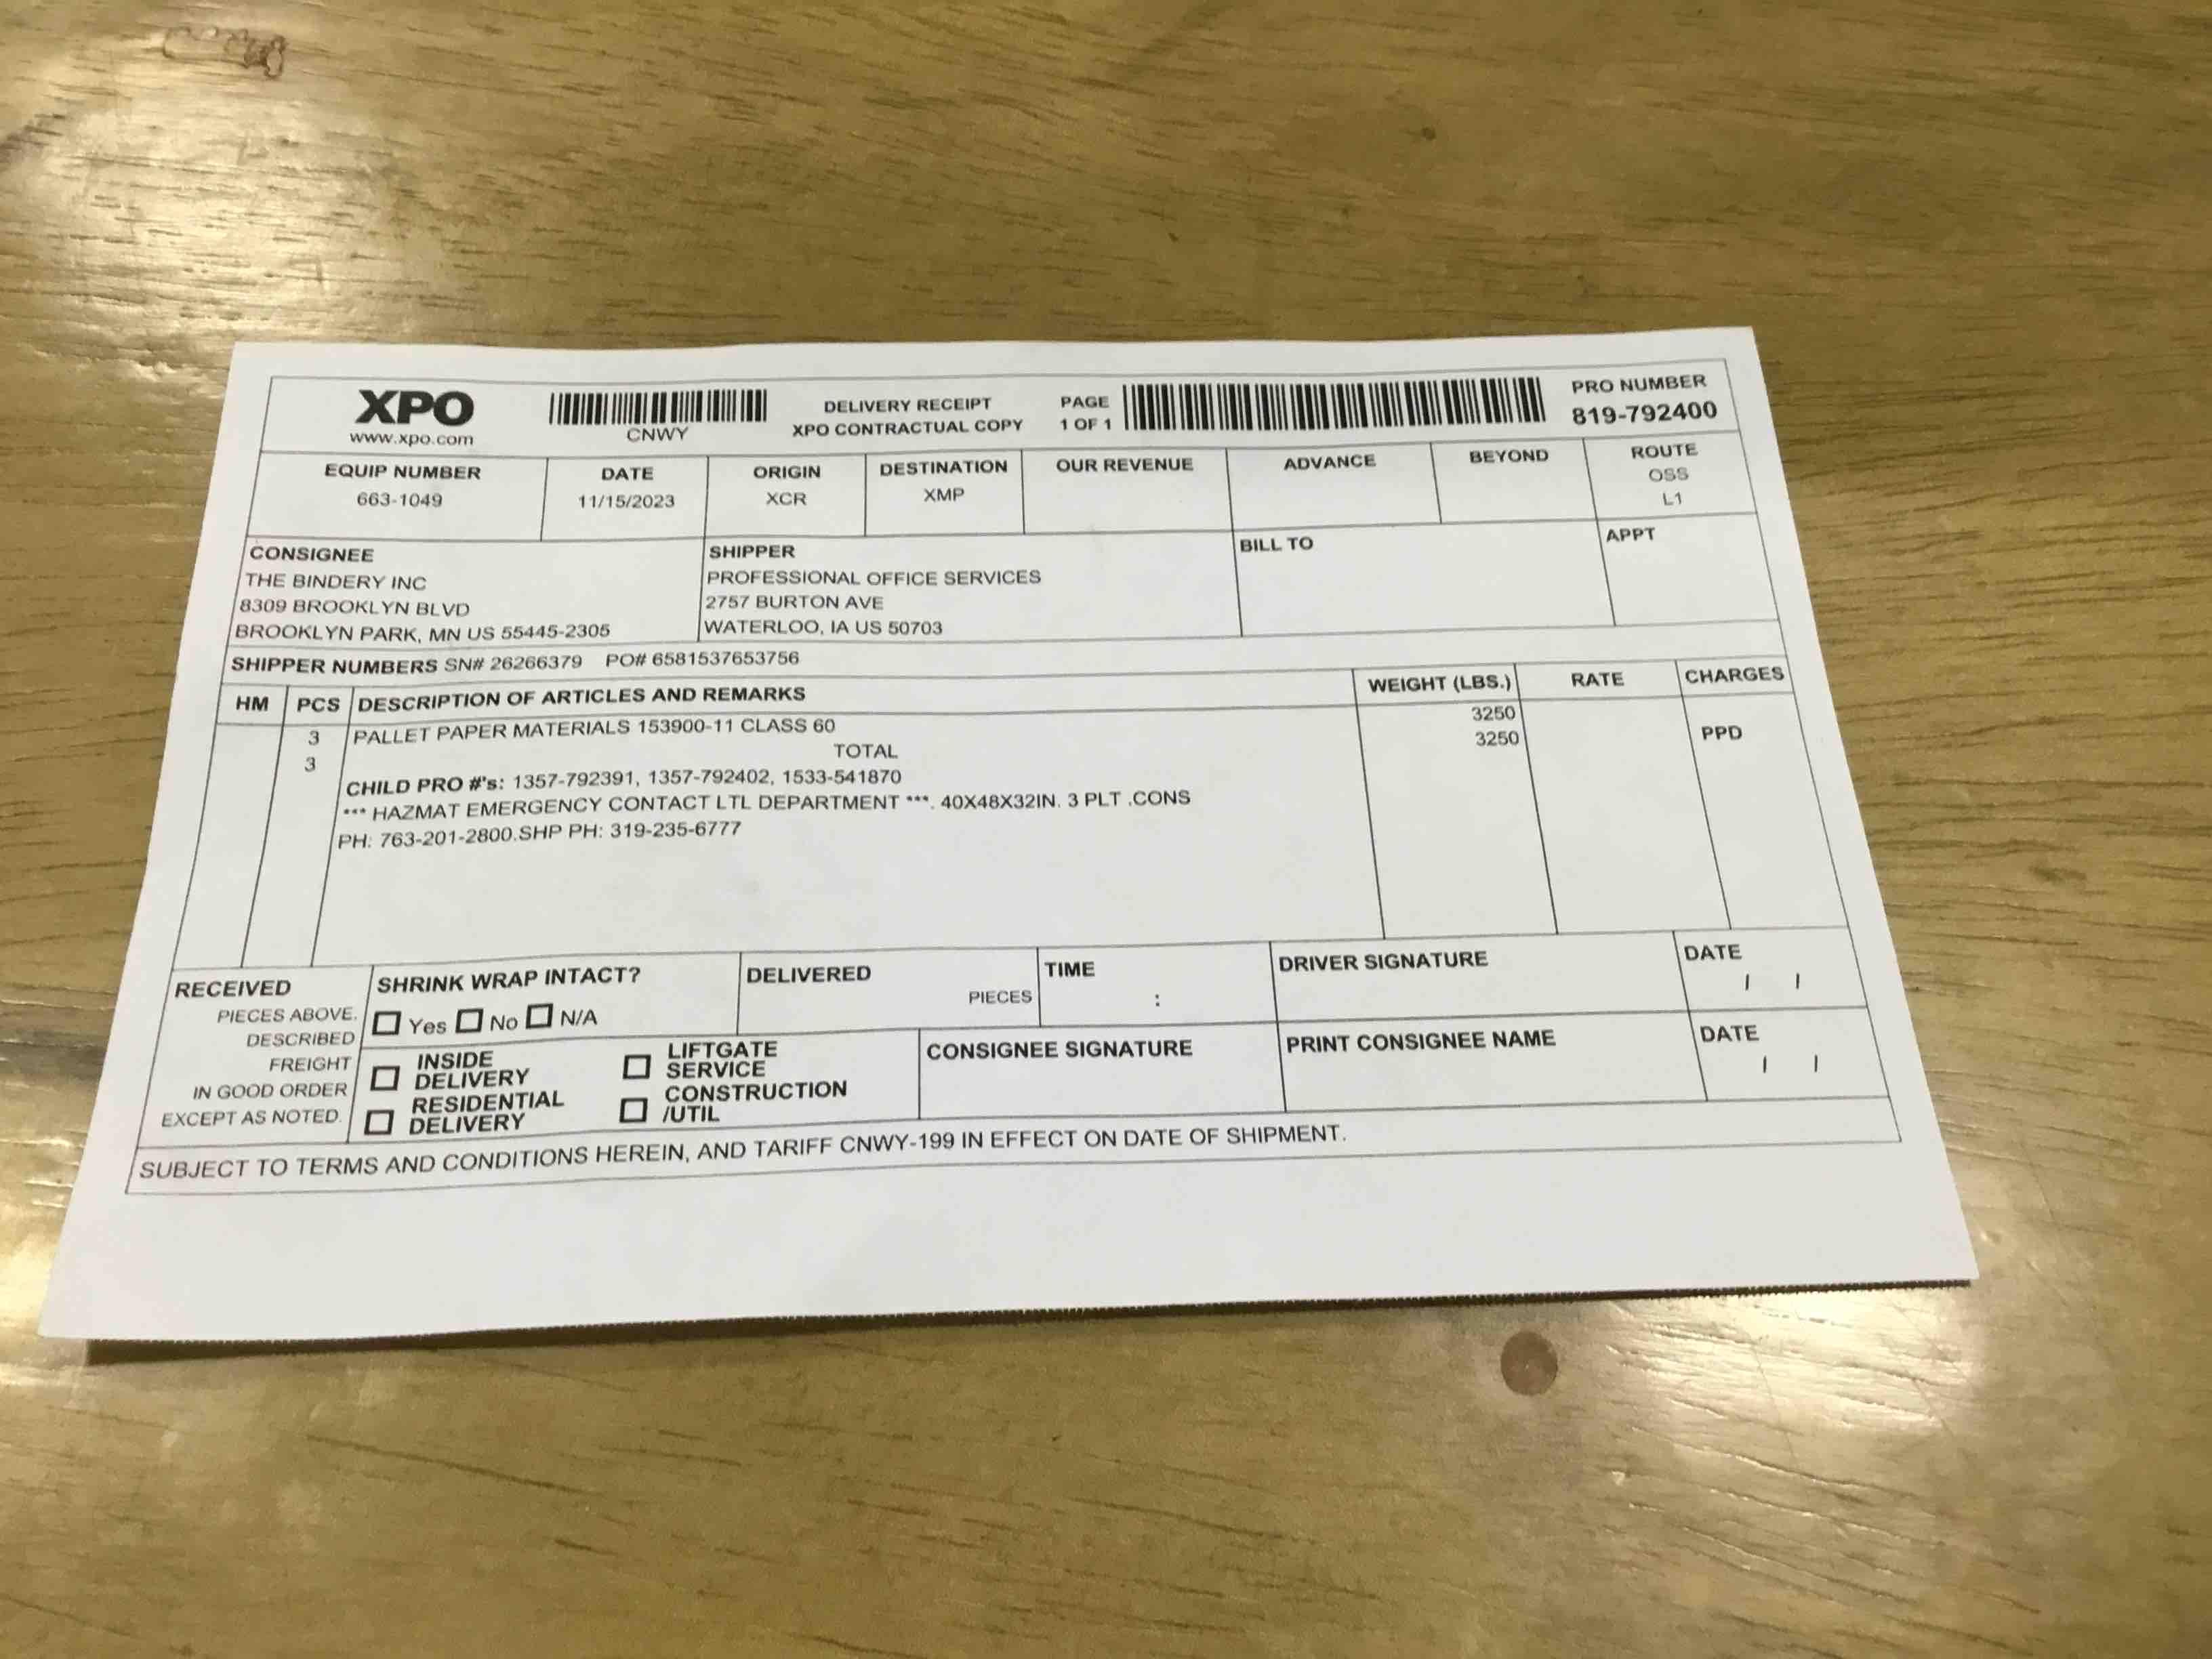 XPO
www.xpo.com
CNWY
DELIVERY RECEIPT
XPO CONTRACTUAL COPY
PAGE
1 OF 1
PRO NUMBER
819-792400
EQUIP NUMBER
663-1049
DATE
11/15/2023
ORIGIN
XCR
DESTINATION
XMP
OUR REVENUE
ADVANCE
BEYOND
ROUTE
OSS
L1
CONSIGNEE
THE BINDERY INC
8309 BROOKLYN BLVD
BROOKLYN PARK, MN US 55445-2305
SHIPPER
PROFESSIONAL OFFICE SERVICES
2757 BURTON AVE
WATERLOO, IA US 50703
BILL TO
APPT
SHIPPER NUMBERS SN# 26266379 PO# 6581537653756
HM PCS DESCRIPTION OF ARTICLES AND REMARKS WEIGHT (LBS.) RATE CHARGES
3 PALLET PAPER MATERIALS 153900-11 CLASS 60 3250
3 TOTAL 3250 PPD
CHILD PRO #'s: 1357-792391, 1357-792402, 1533-541870
*** HAZMAT EMERGENCY CONTACT LTL DEPARTMENT ***. 40X48X32IN. 3 PLT .CONS
PH: 763-201-2800.SHP PH: 319-235-6777
RECEIVED
PIECES ABOVE.
DESCRIBED
FREIGHT
IN GOOD ORDER
EXCEPT AS NOTED.
SHRINK WRAP INTACT?
Yes No N/A
DELIVERED
PIECES
TIME
:
DRIVER SIGNATURE
DATE
/ /
INSIDE
DELIVERY
RESIDENTIAL
DELIVERY
LIFTGATE
SERVICE
CONSTRUCTION
/UTIL
CONSIGNEE SIGNATURE
PRINT CONSIGNEE NAME
DATE
/ /
SUBJECT TO TERMS AND CONDITIONS HEREIN, AND TARIFF CNWY-199 IN EFFECT ON DATE OF SHIPMENT.